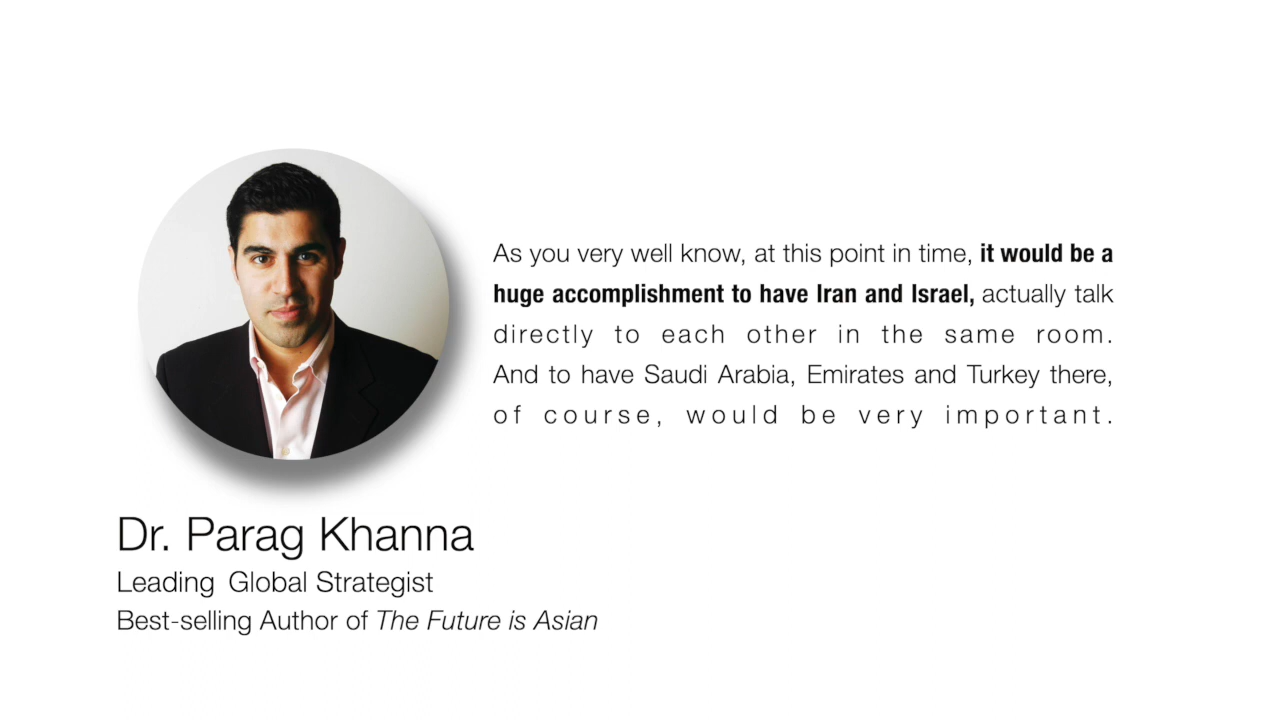 As you very well know, at this point in time, it would be a
huge accomplishment to have Iran and Israel, actually talk
directly to each other in the same room.
And to have Saudi Arabia, Emirates and Turkey there,
of course, would be very important.
Dr. Parag Khanna
Leading Global Strategist
Best-selling Author of The Future is Asian